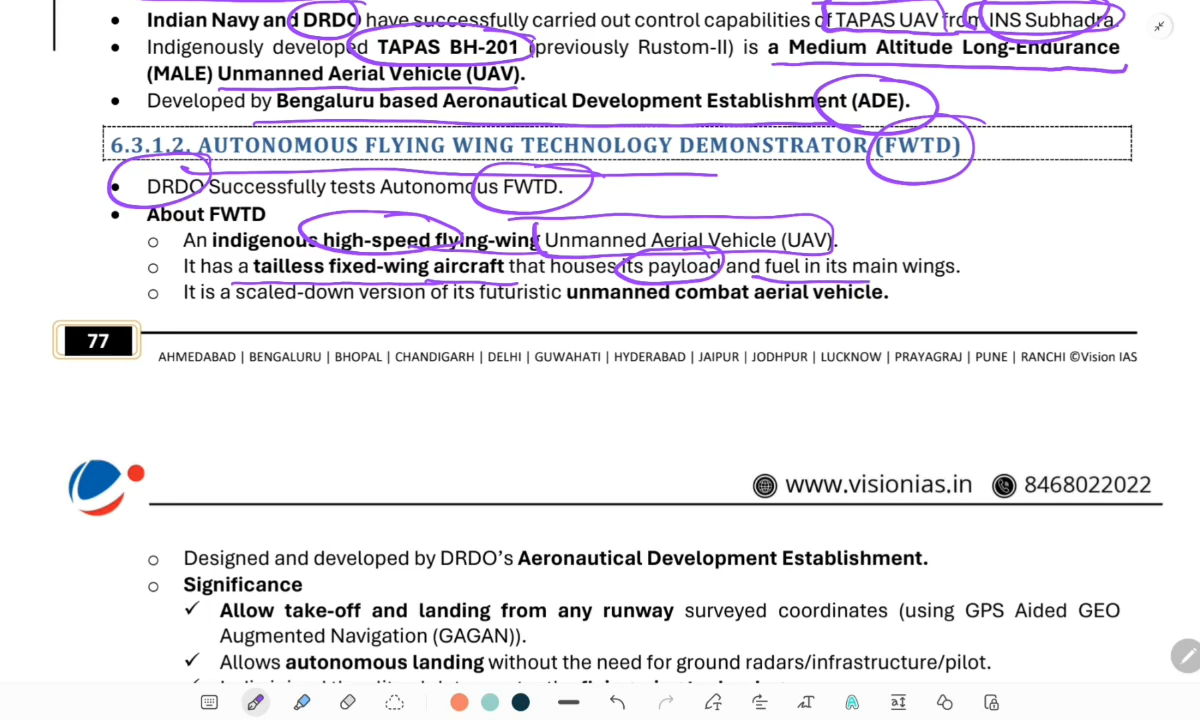 • Indian Navy and DRDO have successfully carried out control capabilities of TAPAS UAV from INS Subhadra.
• Indigenously developed TAPAS BH-201 (previously Rustom-II) is a Medium Altitude Long-Endurance
(MALE) Unmanned Aerial Vehicle (UAV).
• Developed by Bengaluru based Aeronautical Development Establishment (ADE).
6.3.1.2. AUTONOMOUS FLYING WING TECHNOLOGY DEMONSTRATOR (FWTD)
• DRDO Successfully tests Autonomous FWTD.
• About FWTD
o An indigenous high-speed flying-wing Unmanned Aerial Vehicle (UAV).
o It has a tailless fixed-wing aircraft that houses its payload and fuel in its main wings.
o It is a scaled-down version of its futuristic unmanned combat aerial vehicle.
77
AHMEDABAD | BENGALURU | BHOPAL | CHANDIGARH | DELHI | GUWAHATI | HYDERABAD | JAIPUR | JODHPUR | LUCKNOW | PRAYAGRAJ | PUNE | RANCHI ©Vision IAS
www.visionias.in 8468022022
o Designed and developed by DRDO's Aeronautical Development Establishment.
o Significance
✓ Allow take-off and landing from any runway surveyed coordinates (using GPS Aided GEO
Augmented Navigation (GAGAN)).
✓ Allows autonomous landing without the need for ground radars/infrastructure/pilot.